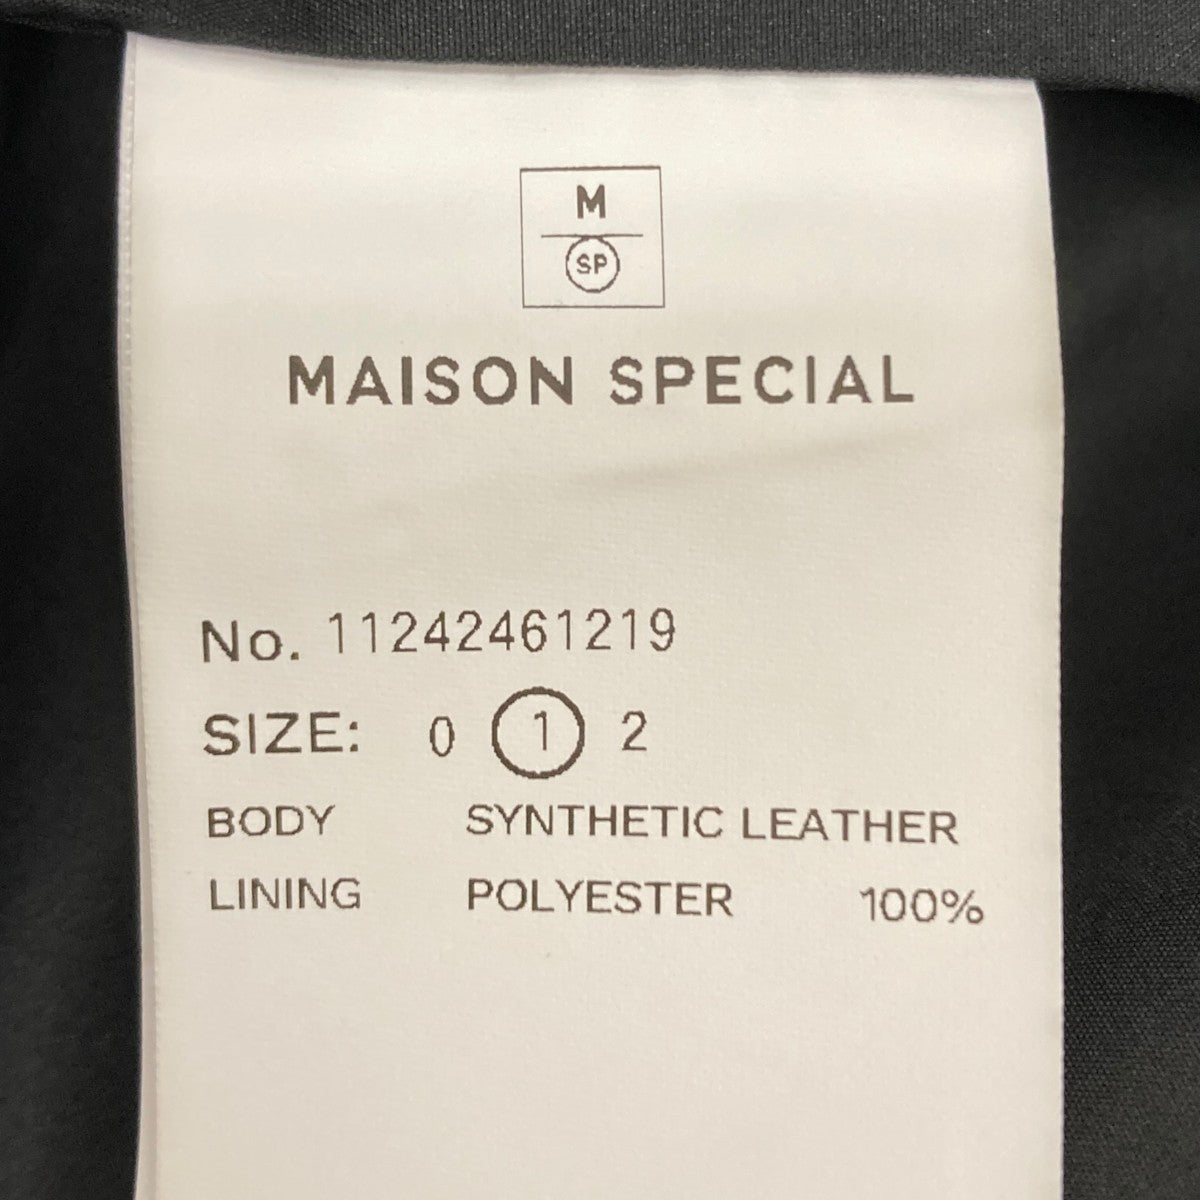 M
SP
MAISON SPECIAL
No. 11242461219
SIZE: 0 1 2
BODY SYNTHETIC LEATHER
LINING POLYESTER 100%